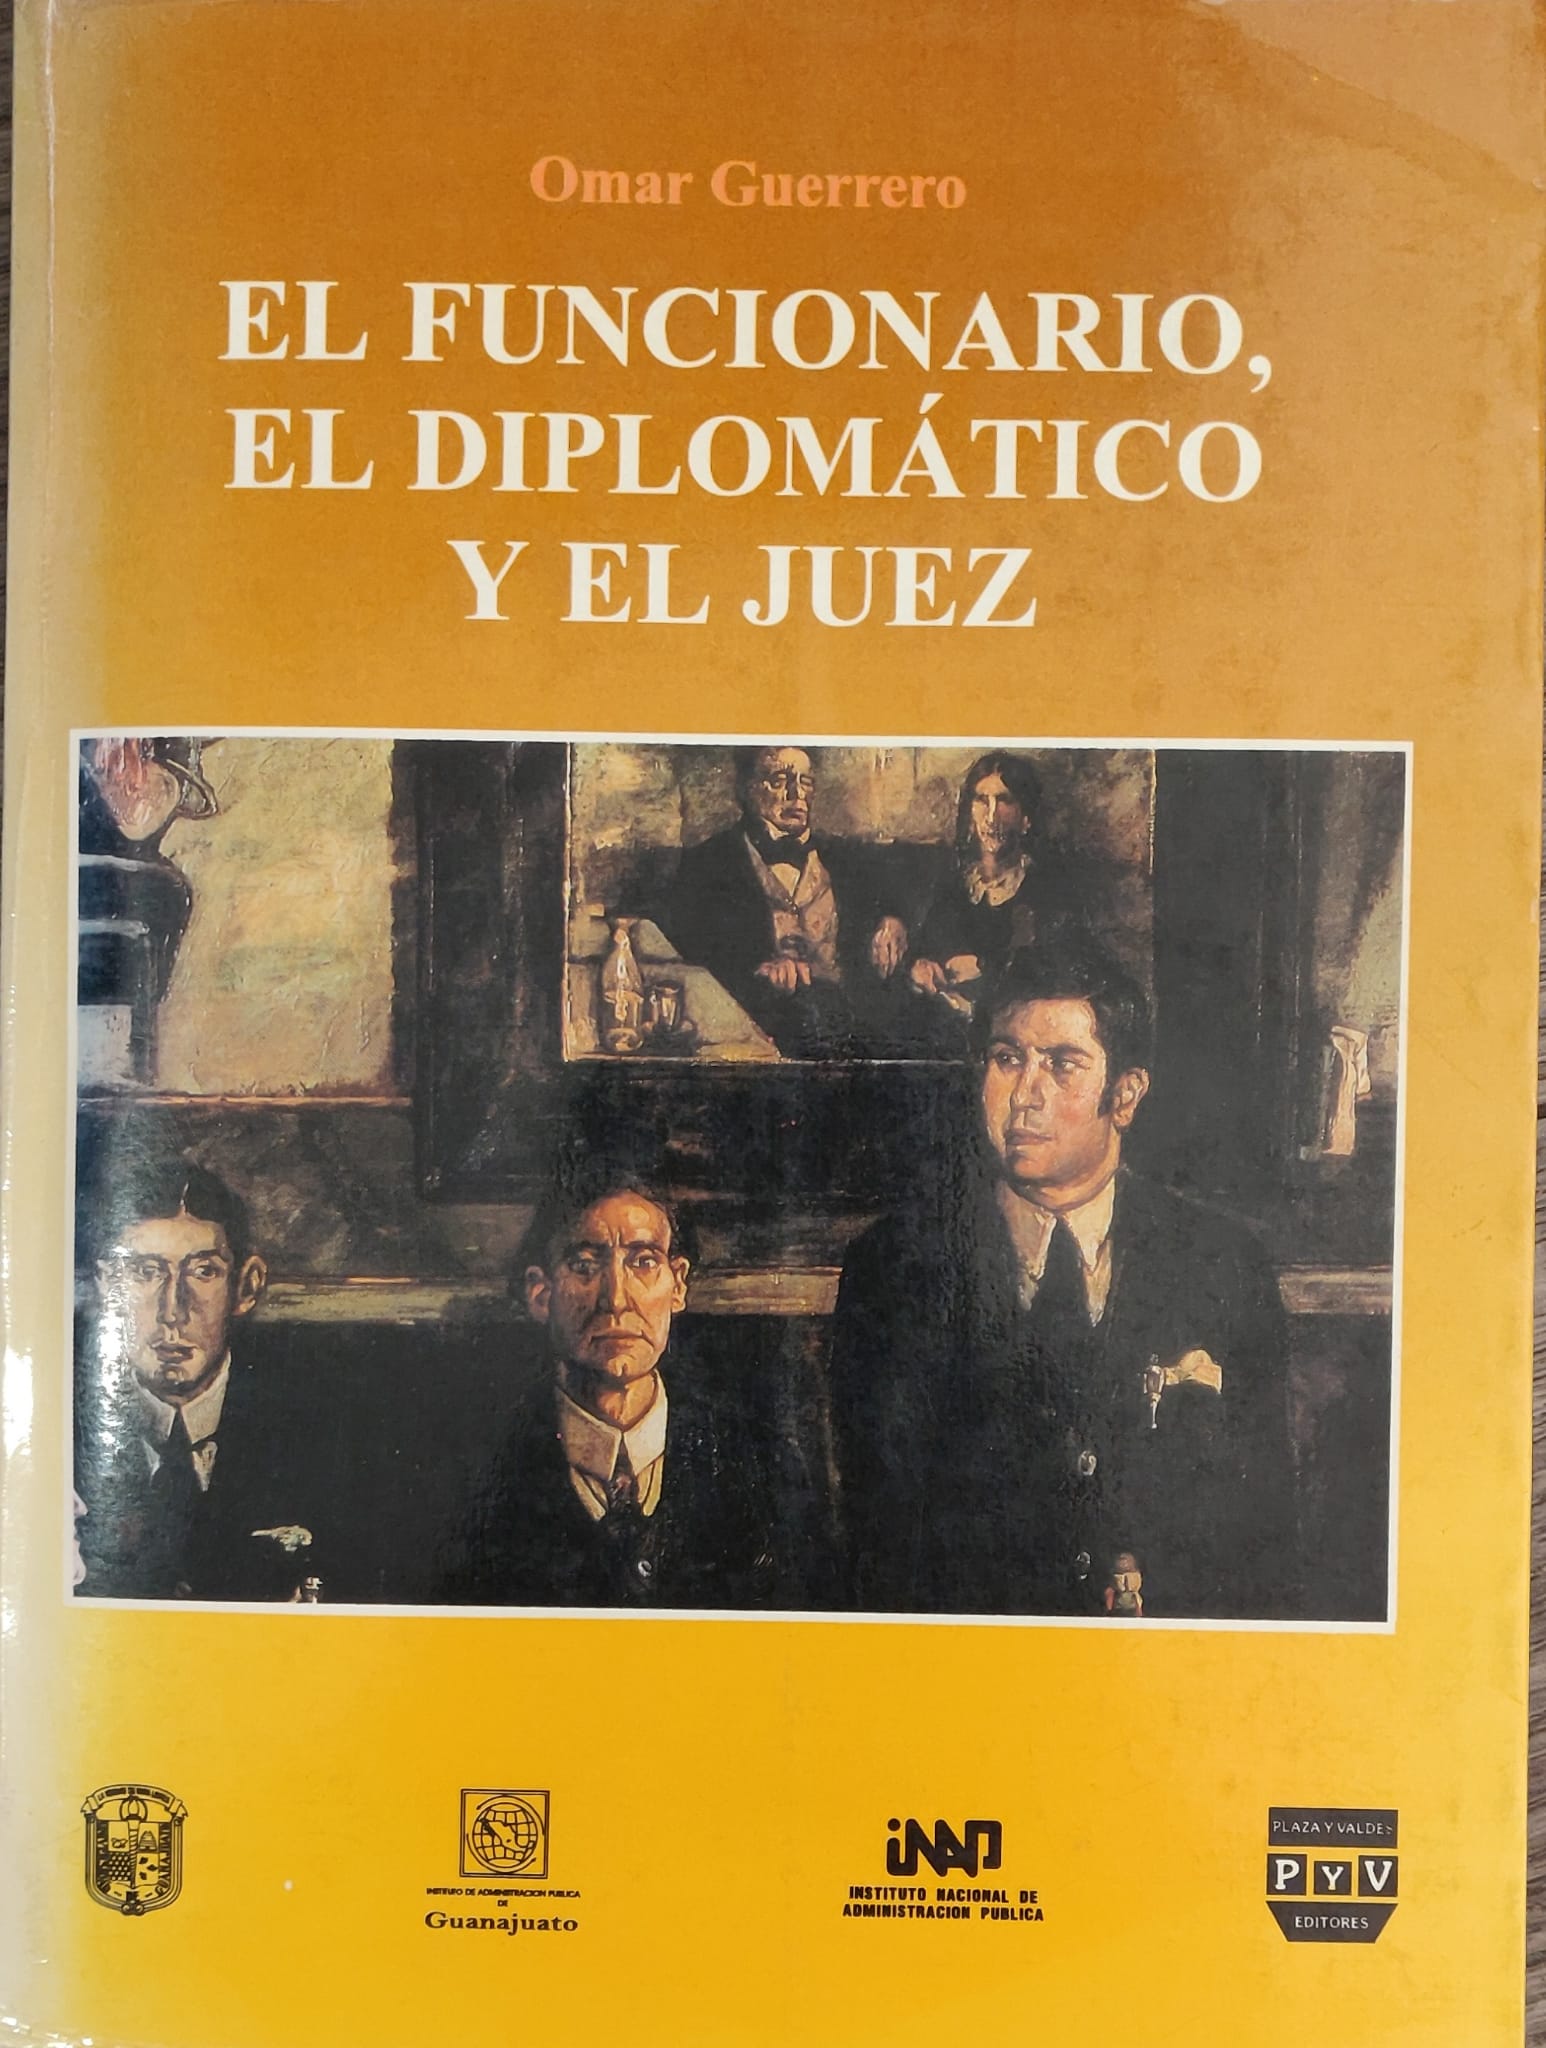 Omar Guerrero
EL FUNCIONARIO,
EL DIPLOMÁTICO
Y EL JUEZ
INSTITUTO DE ADMINISTRACION PUBLICA
DE
Guanajuato
iNAP
INSTITUTO NACIONAL DE
ADMINISTRACION PUBLICA
PLAZA Y VALDES
PyV
EDITORES